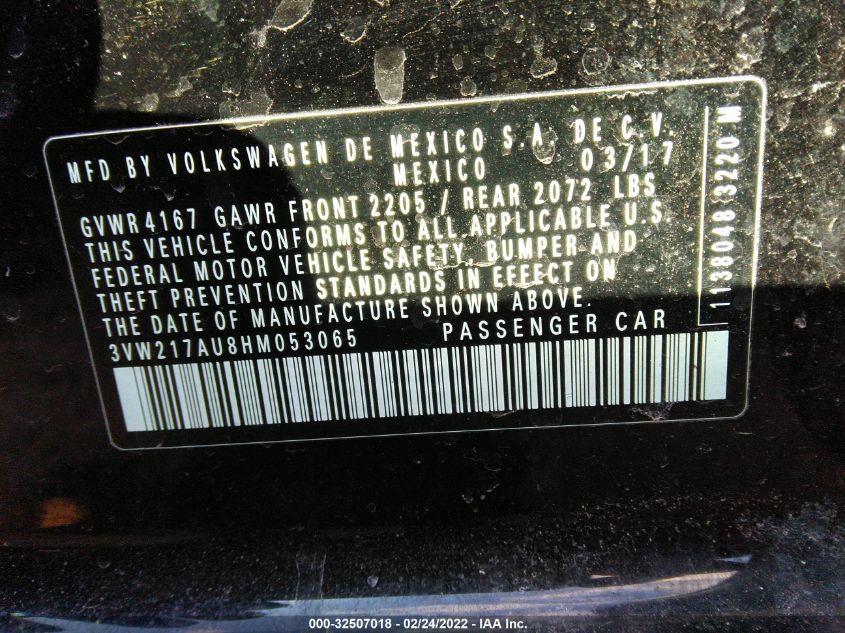 MFD BY VOLKSWAGEN DE MEXICO S.A. DE C.V.
MEXICO 03/17
GVWR 4167 GAWR FRONT 2205 / REAR 2072 LBS
THIS VEHICLE CONFORMS TO ALL APPLICABLE U.S.
FEDERAL MOTOR VEHICLE SAFETY, BUMPER AND
THEFT PREVENTION STANDARDS IN EFFECT ON
THE DATE OF MANUFACTURE SHOWN ABOVE.
3VW217AU8HM053065 PASSENGER CAR
1138048 3220 M
000-32507018 - 02/24/2022 - IAA Inc.